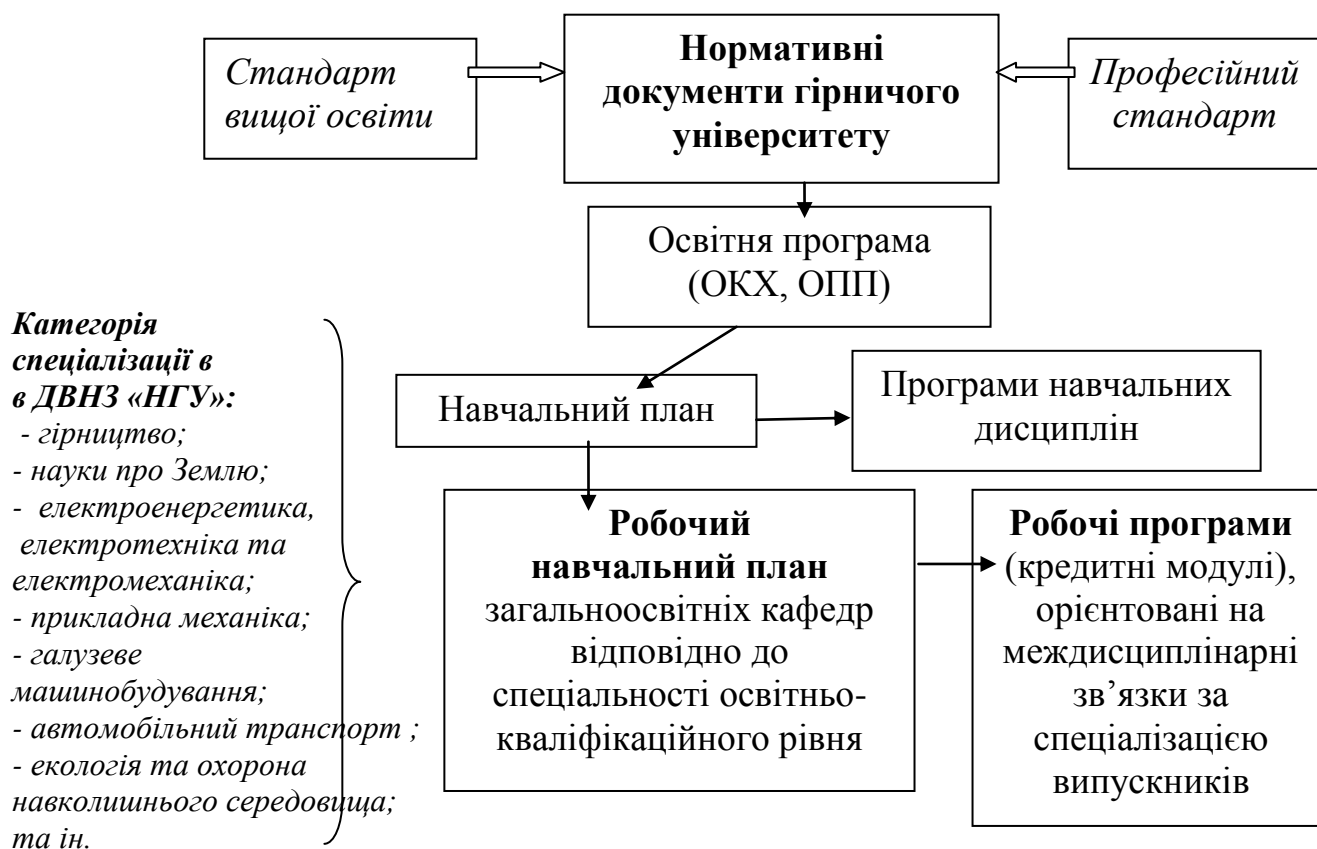 Стандарт
вищої освіти
Нормативні
документи гірничого
університету
Професійний
стандарт
Освітня програма
(ОКХ, ОПП)
Категорія
спеціалізації в
в ДВНЗ «НГУ»:
- гірництво;
- науки про Землю;
- електроенергетика,
електротехніка та
електромеханіка;
- прикладна механіка;
- галузеве
машинобудування;
- автомобільний транспорт ;
- екологія та охорона
навколишнього середовища;
та ін.
Навчальний план
Програми навчальних
дисциплін
Робочий
навчальний план
загальноосвітніх кафедр
відповідно до
спеціальності освітньо-
кваліфікаційного рівня
Робочі програми
(кредитні модулі),
орієнтовані на
междисциплінарні
зв’язки за
спеціалізацією
випускників